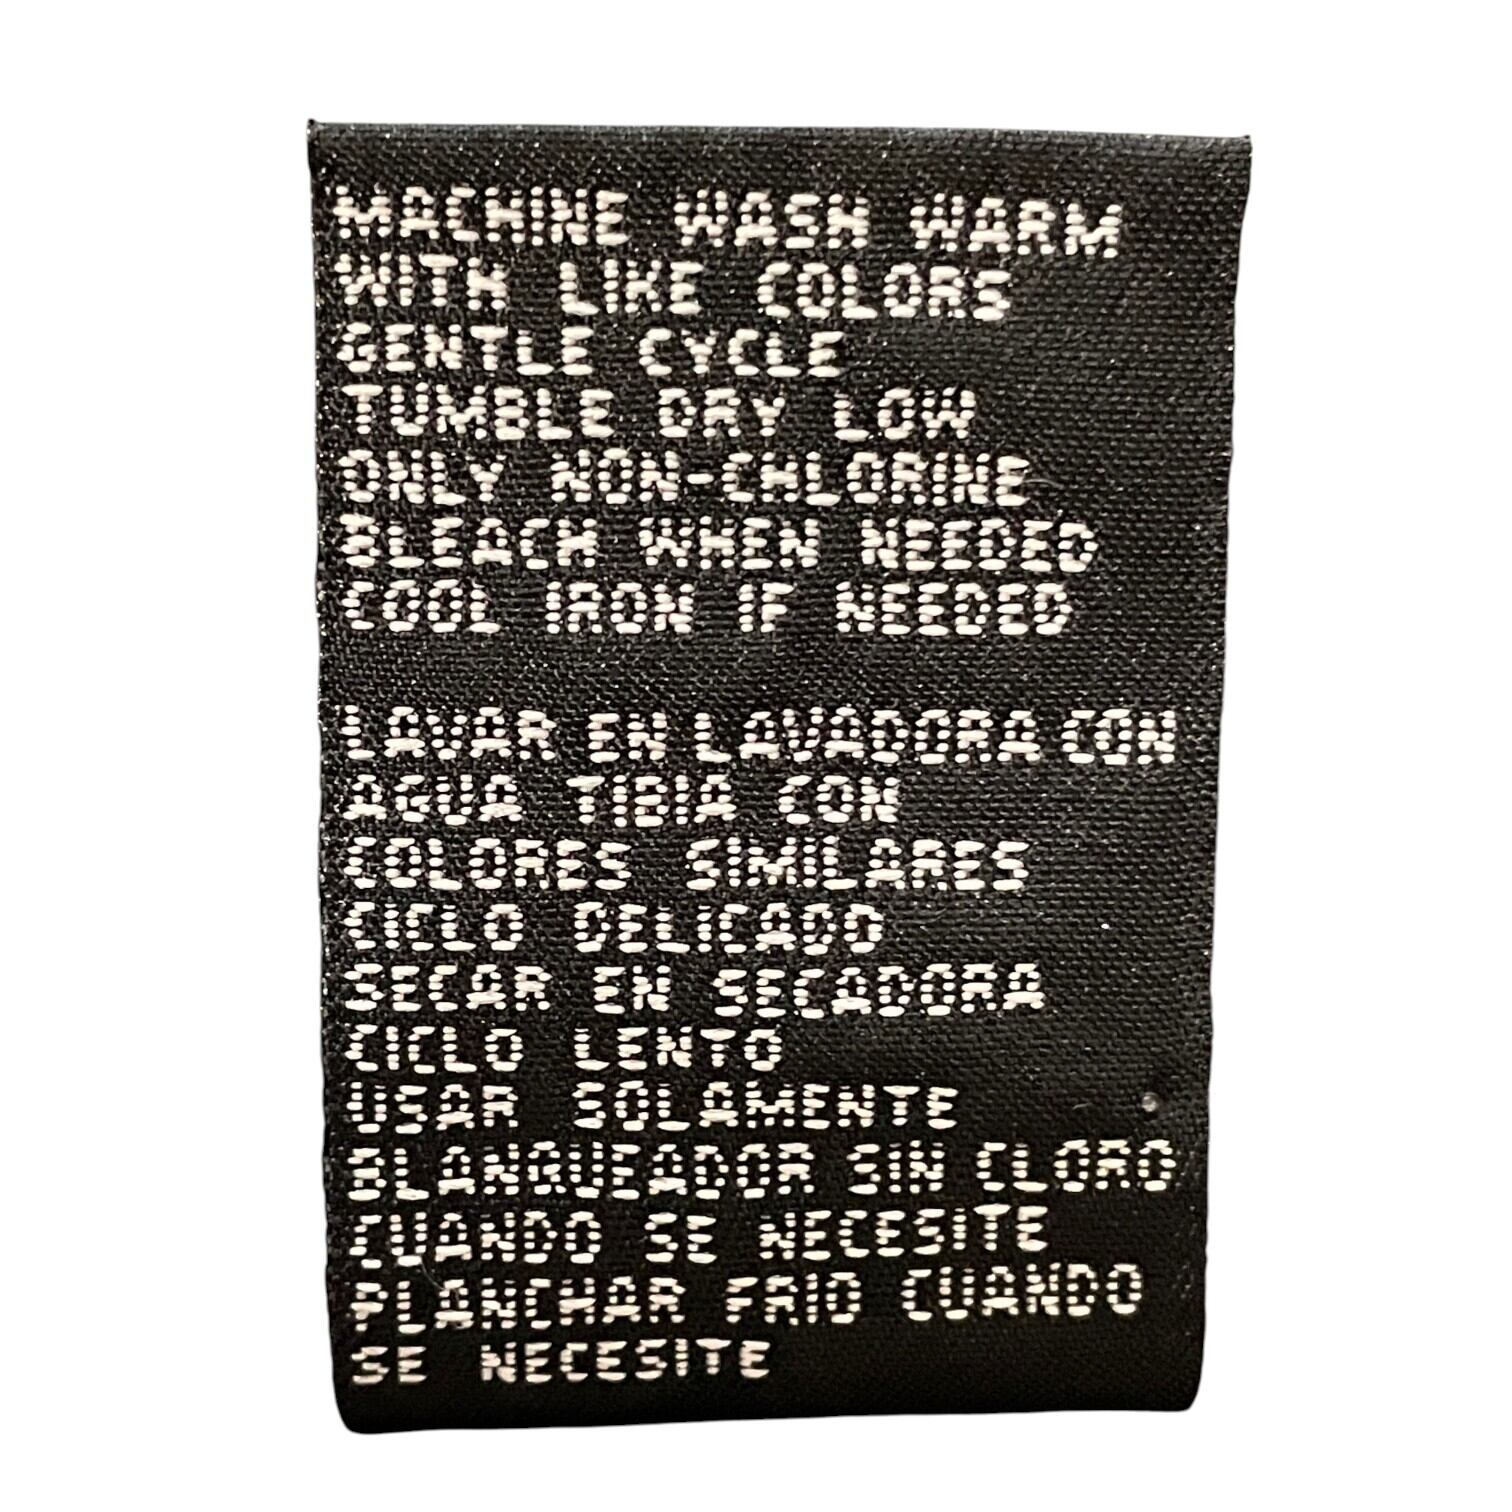 MACHINE WASH WARM
WITH LIKE COLORS
GENTLE CYCLE
TUMBLE DRY LOW
ONLY NON-CHLORINE
BLEACH WHEN NEEDED
COOL IRON IF NEEDED
LAVAR EN LAVADORA CON
AGUA TIBIA CON
COLORES SIMILARES
CICLO DELICADO
SECAR EN SECADORA
CICLO LENTO
USAR SOLAMENTE
BLANQUEADOR SIN CLORO
CUANDO SE NECESITE
PLANCHAR FRIO CUANDO
SE NECESITE